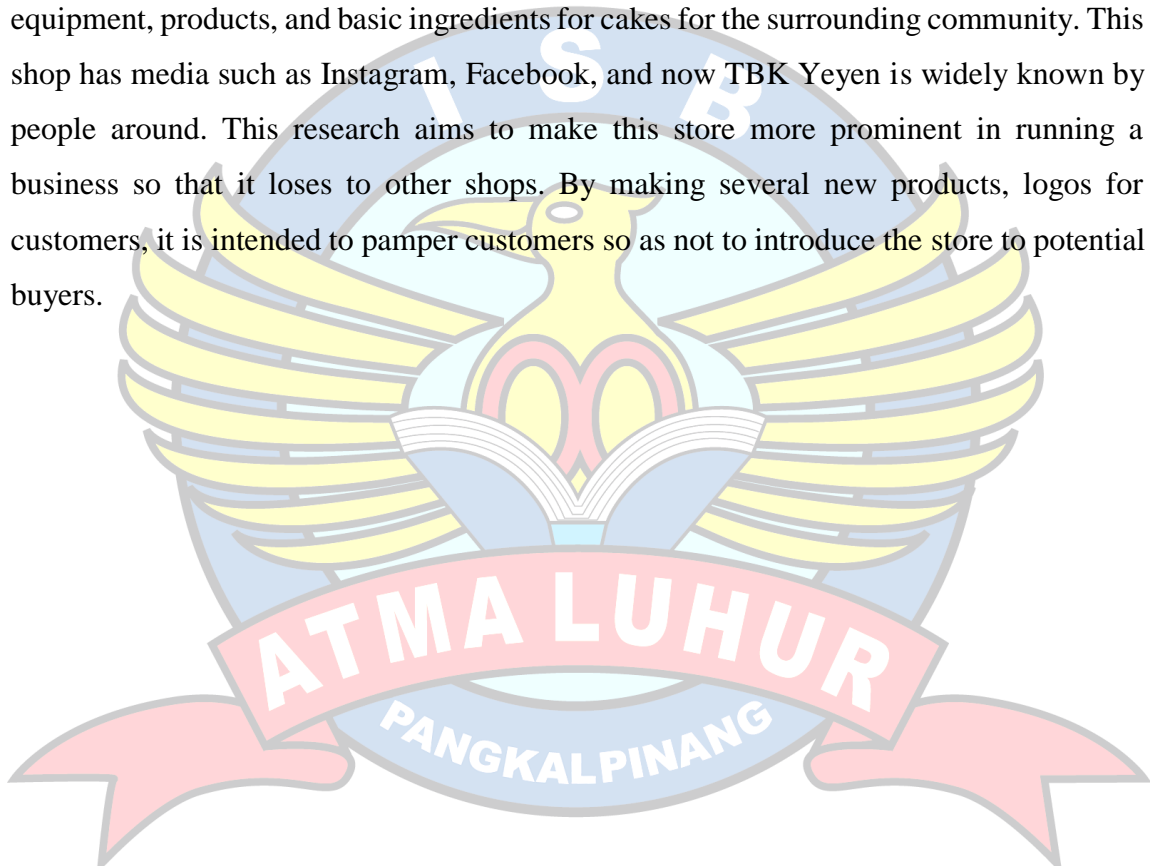 equipment, products, and basic ingredients for cakes for the surrounding community. This
shop has media such as Instagram, Facebook, and now TBK Yeyen is widely known by
people around. This research aims to make this store more prominent in running a
business so that it loses to other shops. By making several new products, logos for
customers, it is intended to pamper customers so as not to introduce the store to potential
buyers.
I S B
ATMA LUHUR
PANGKALPINANG